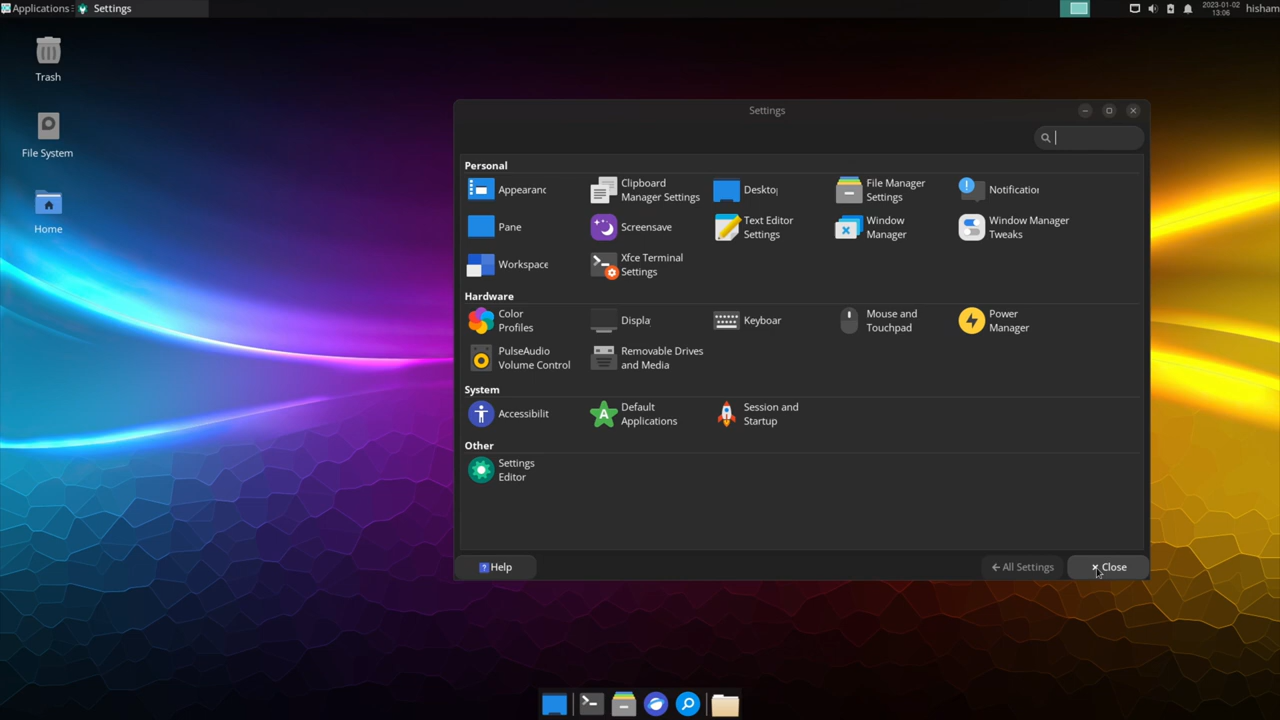 Applications
Settings
2023-01-02
13:06
hisham
Trash
File System
Home
Settings
Personal
Appearanc
Clipboard
Manager Settings
Deskto
File Manager
Settings
Notification
Pane
Screensave
Text Editor
Settings
Window
Manager
Window Manager
Tweaks
Workspace
Xfce Terminal
Settings
Hardware
Color
Profiles
Displa
Keyboar
Mouse and
Touchpad
Power
Manager
PulseAudio
Volume Control
Removable Drives
and Media
System
Accessibilit
Default
Applications
Session and
Startup
Other
Settings
Editor
Help
All Settings
Close